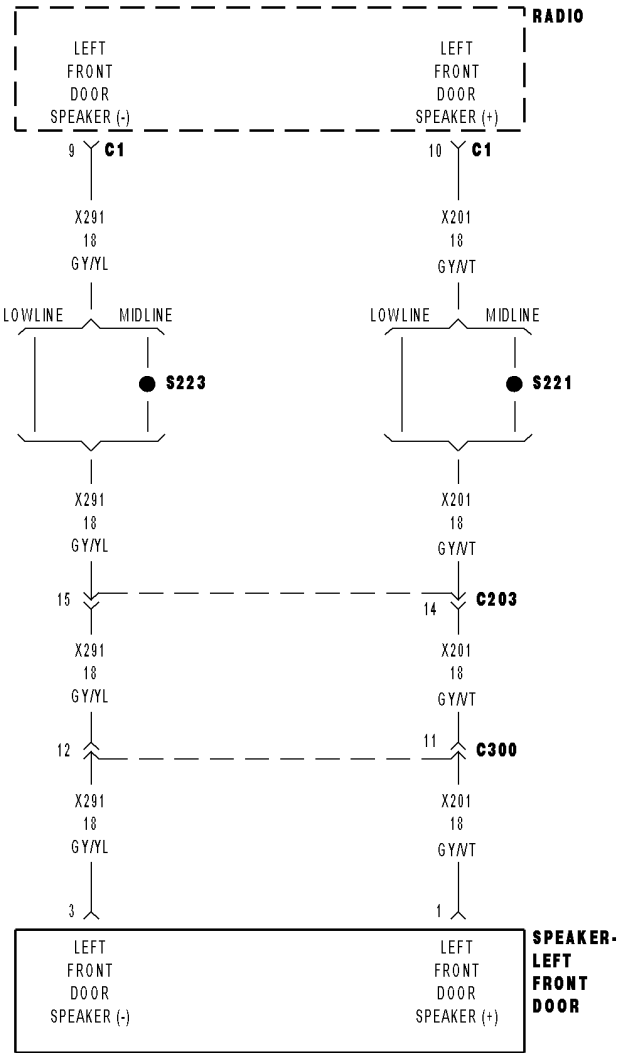 RADIO
LEFT
FRONT
DOOR
SPEAKER (-)
LEFT
FRONT
DOOR
SPEAKER (+)
9 C1
10 C1
X291
18
GY/YL
X201
18
GY/VT
LOWLINE MIDLINE
LOWLINE MIDLINE
S223
S221
X291
18
GY/YL
X201
18
GY/VT
15
14
C203
X291
18
GY/YL
X201
18
GY/VT
12
11
C300
X291
18
GY/YL
X201
18
GY/VT
3
1
LEFT
FRONT
DOOR
SPEAKER (-)
LEFT
FRONT
DOOR
SPEAKER (+)
SPEAKER-
LEFT
FRONT
DOOR